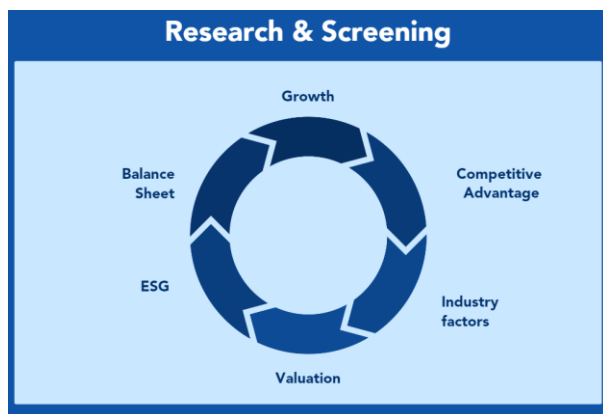 Research & Screening
Growth
Competitive
Advantage
Industry
factors
Valuation
ESG
Balance
Sheet